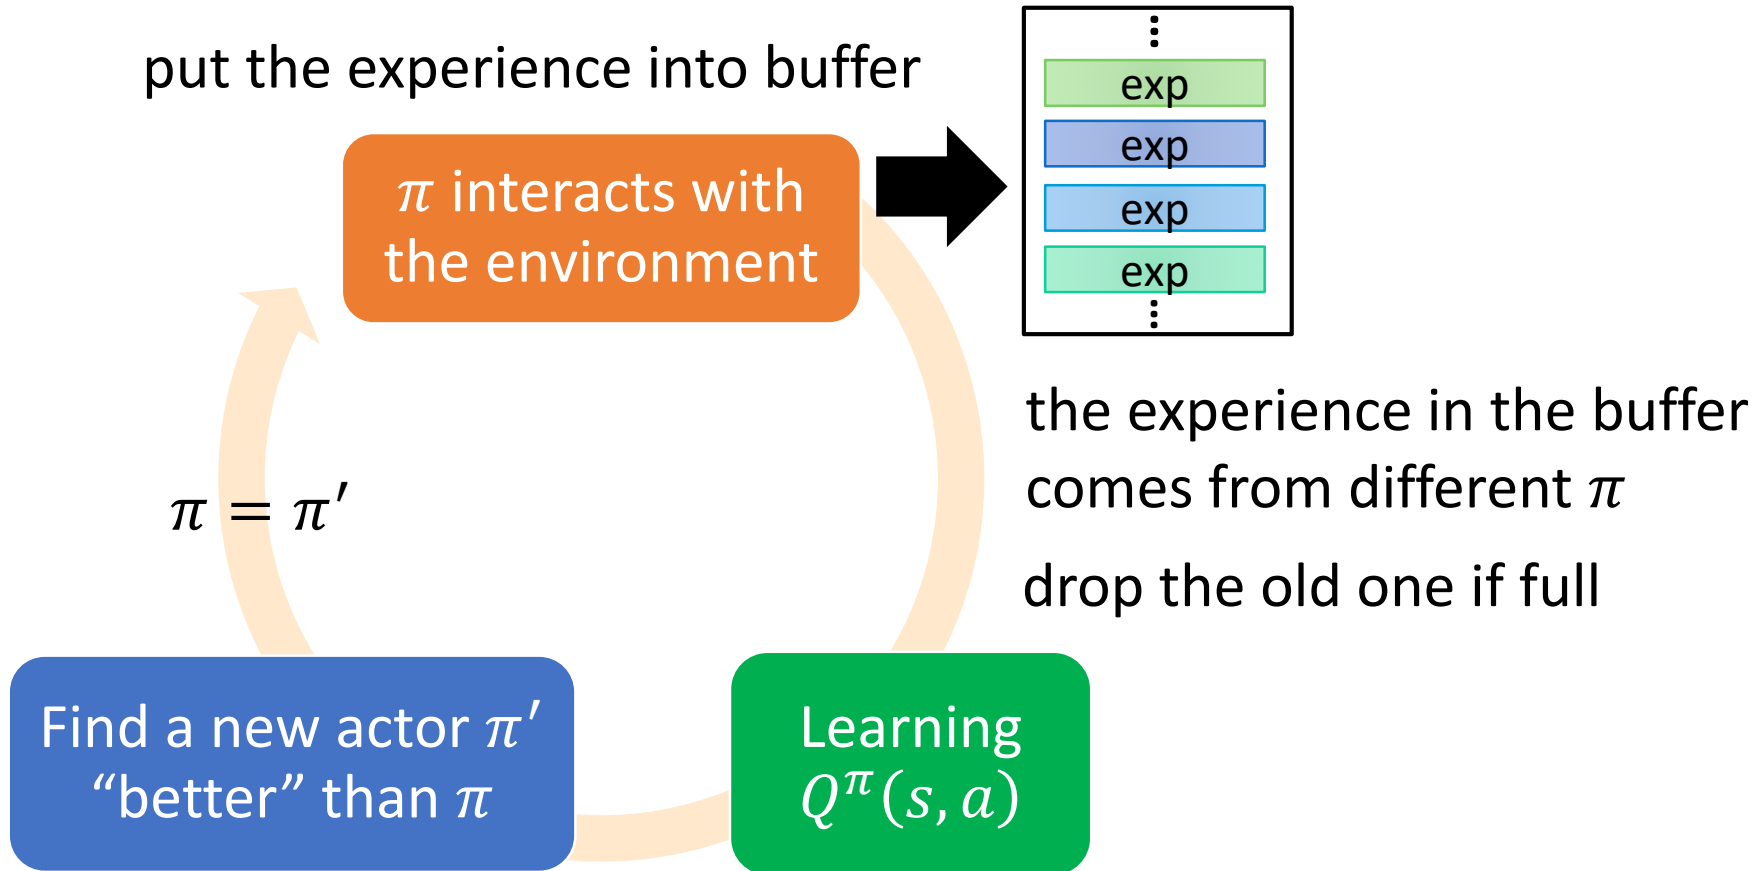 put the experience into buffer
π interacts with
the environment
⋮
exp
exp
exp
exp
⋮
the experience in the buffer
comes from different π
drop the old one if full
π = π′
Find a new actor π′
“better” than π
Learning
Q^π(s, a)